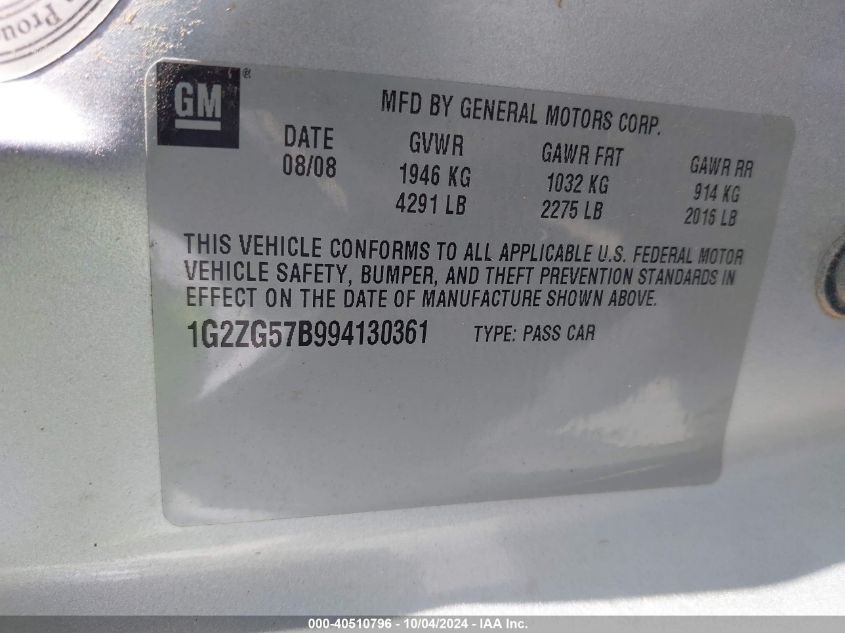 Prou
GM ®
MFD BY GENERAL MOTORS CORP.
DATE GVWR GAWR FRT GAWR RR
08/08 1946 KG 1032 KG 914 KG
4291 LB 2275 LB 2016 LB
THIS VEHICLE CONFORMS TO ALL APPLICABLE U.S. FEDERAL MOTOR
VEHICLE SAFETY, BUMPER, AND THEFT PREVENTION STANDARDS IN
EFFECT ON THE DATE OF MANUFACTURE SHOWN ABOVE.
1G2ZG57B994130361 TYPE: PASS CAR
000-40510796 - 10/04/2024 - IAA Inc.